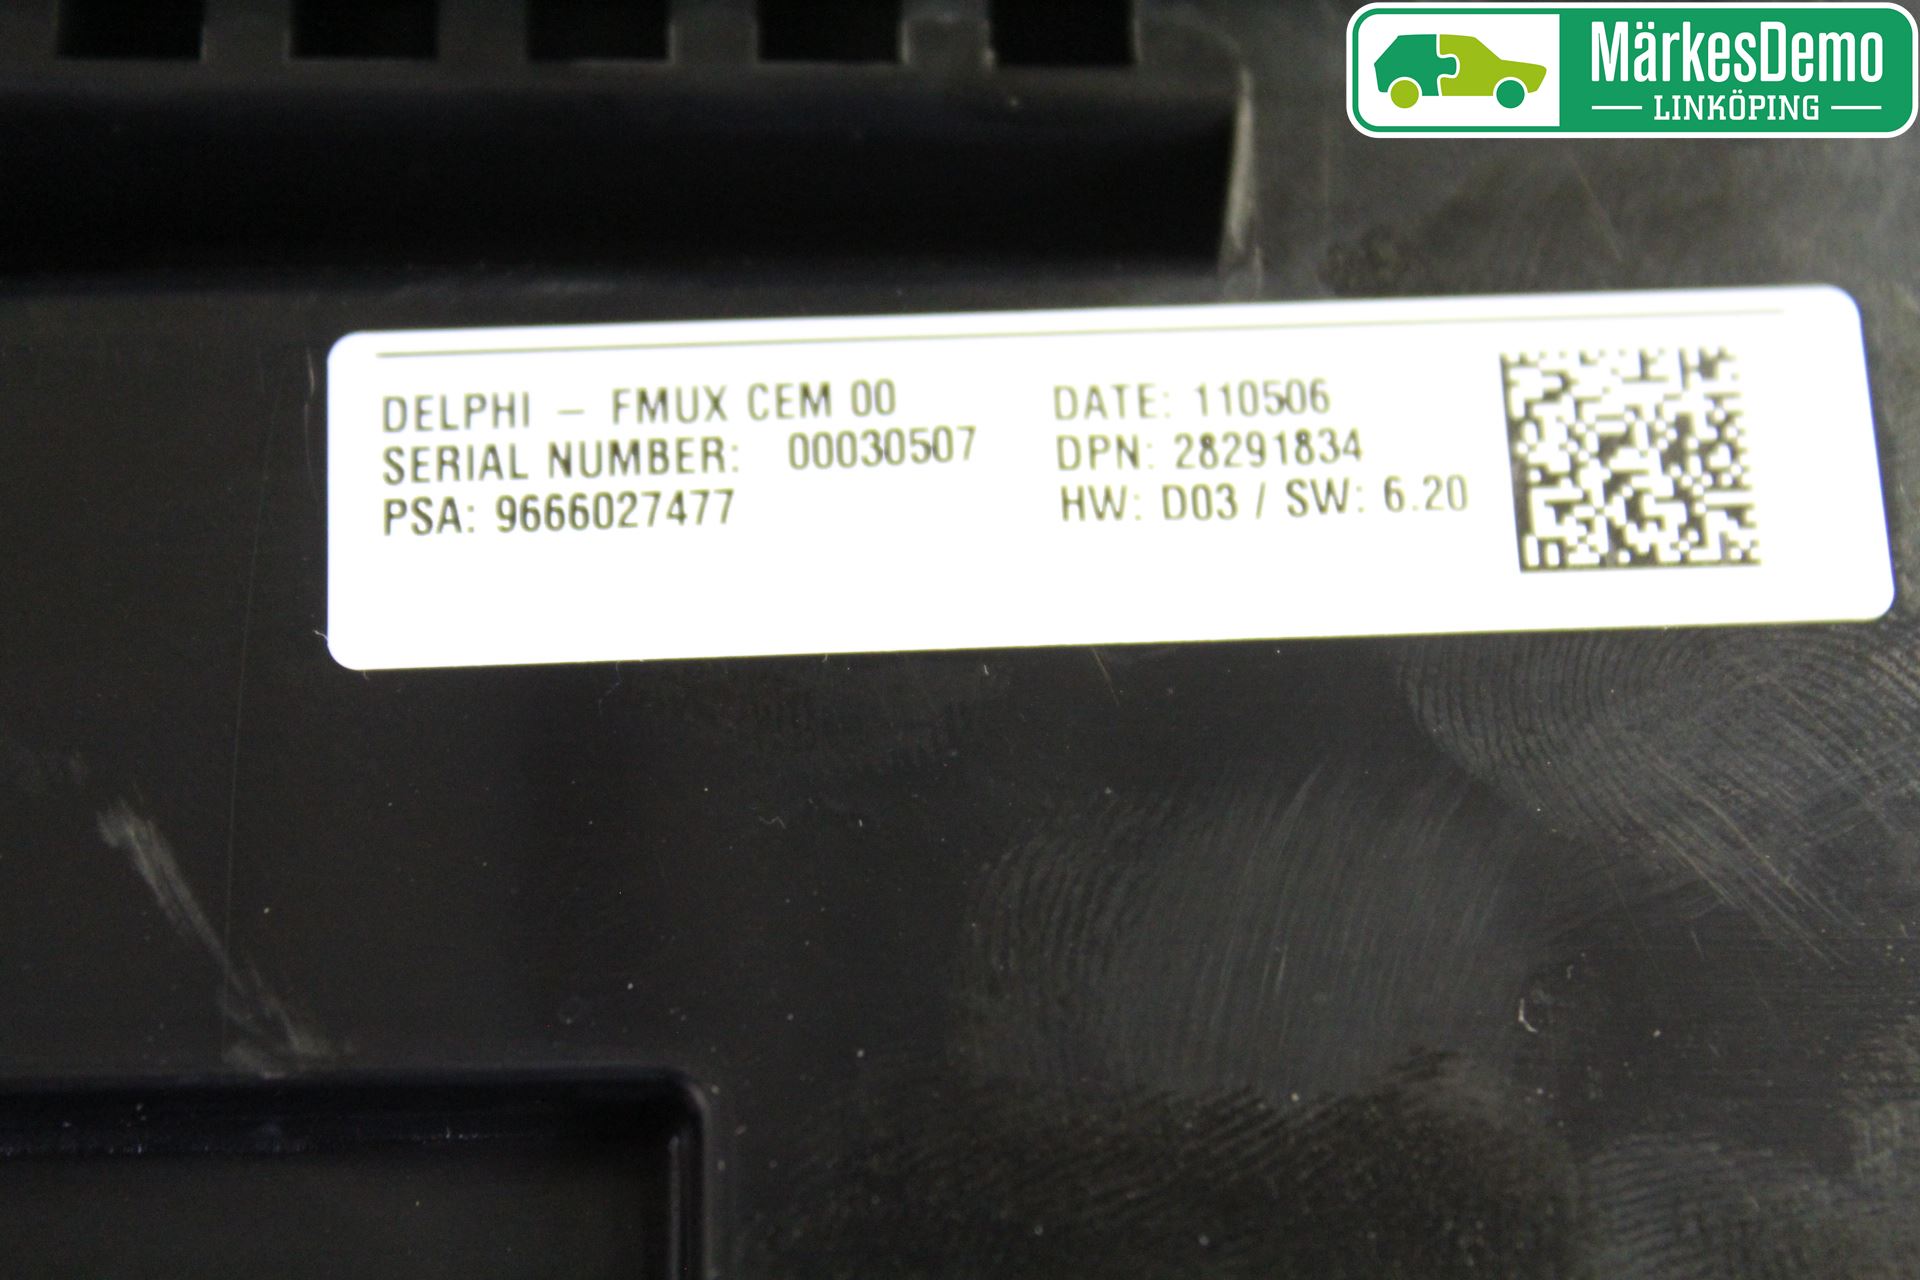 MärkesDemo
LINKÖPING
DELPHI – FMUX CEM 00
SERIAL NUMBER: 00030507
PSA: 9666027477
DATE: 110506
DPN: 28291834
HW: D03 / SW: 6.20